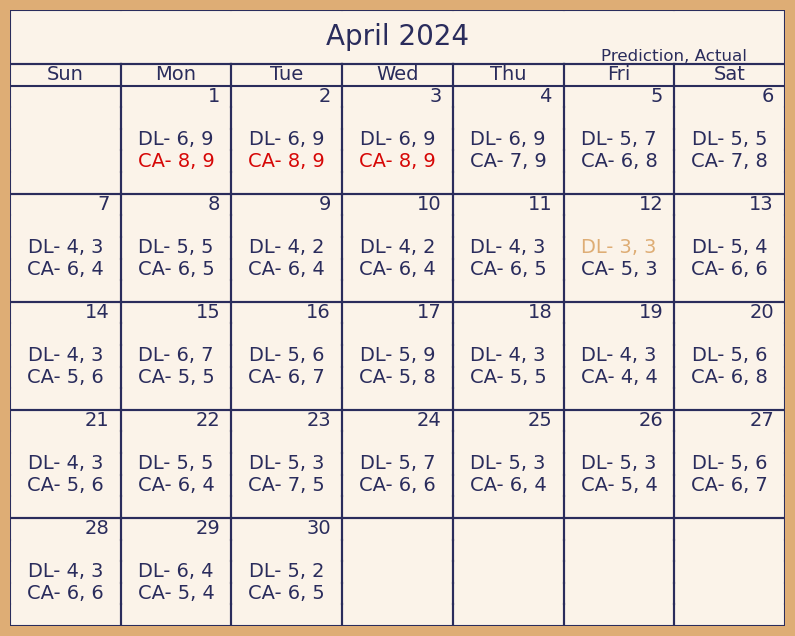 April 2024
Prediction, Actual
Sun Mon Tue Wed Thu Fri Sat
1 2 3 4 5 6
DL- 6, 9 DL- 6, 9 DL- 6, 9 DL- 6, 9 DL- 5, 7 DL- 5, 5
CA- 8, 9 CA- 8, 9 CA- 8, 9 CA- 7, 9 CA- 6, 8 CA- 7, 8
7 8 9 10 11 12 13
DL- 4, 3 DL- 5, 5 DL- 4, 2 DL- 4, 2 DL- 4, 3 DL- 3, 3 DL- 5, 4
CA- 6, 4 CA- 6, 5 CA- 6, 4 CA- 6, 4 CA- 6, 5 CA- 5, 3 CA- 6, 6
14 15 16 17 18 19 20
DL- 4, 3 DL- 6, 7 DL- 5, 6 DL- 5, 9 DL- 4, 3 DL- 4, 3 DL- 5, 6
CA- 5, 6 CA- 5, 5 CA- 6, 7 CA- 5, 8 CA- 5, 5 CA- 4, 4 CA- 6, 8
21 22 23 24 25 26 27
DL- 4, 3 DL- 5, 5 DL- 5, 3 DL- 5, 7 DL- 5, 3 DL- 5, 3 DL- 5, 6
CA- 5, 6 CA- 6, 4 CA- 7, 5 CA- 6, 6 CA- 6, 4 CA- 5, 4 CA- 6, 7
28 29 30
DL- 4, 3 DL- 6, 4 DL- 5, 2
CA- 6, 6 CA- 5, 4 CA- 6, 5